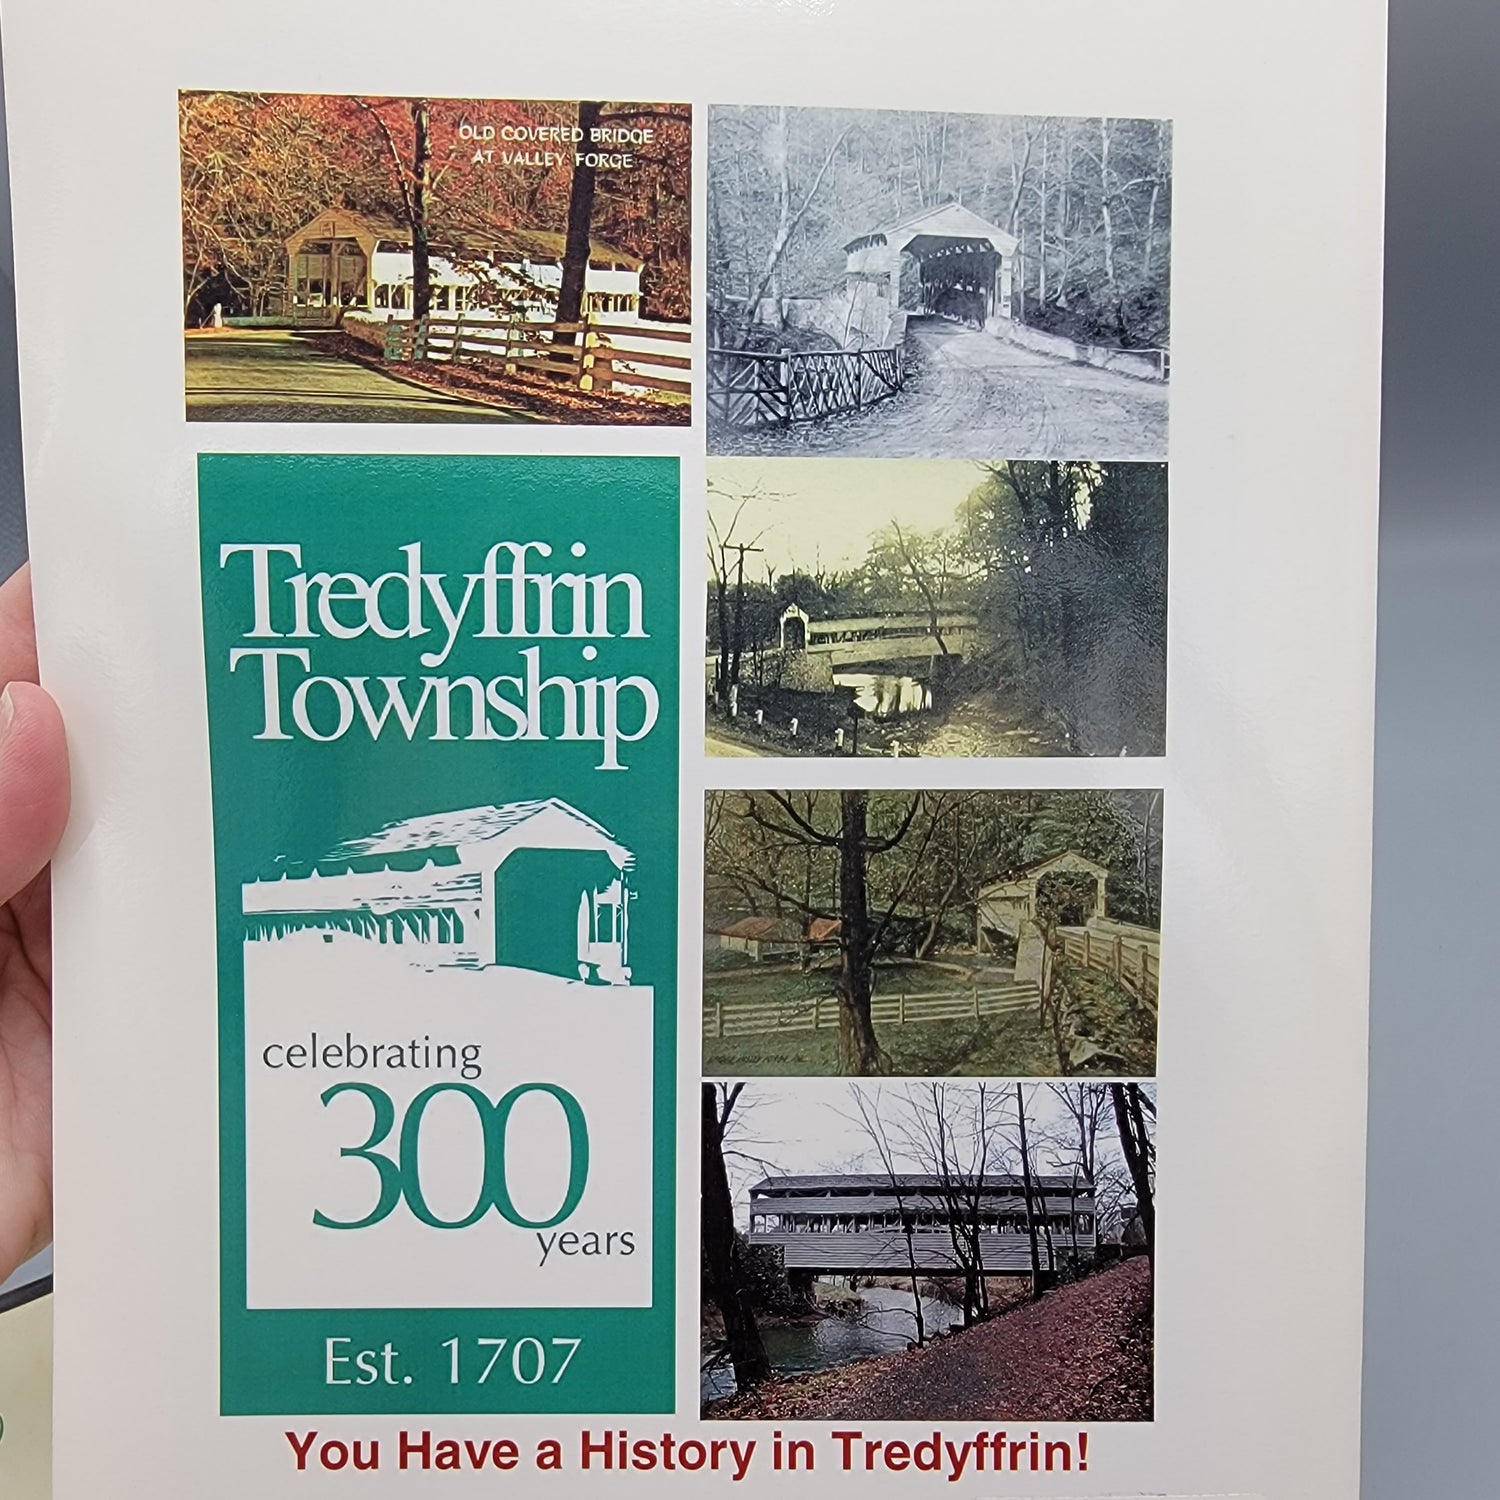 OLD COVERED BRIDGE
AT VALLEY FORGE
Tredyffrin
Township
celebrating
300
years
Est. 1707
You Have a History in Tredyffrin!